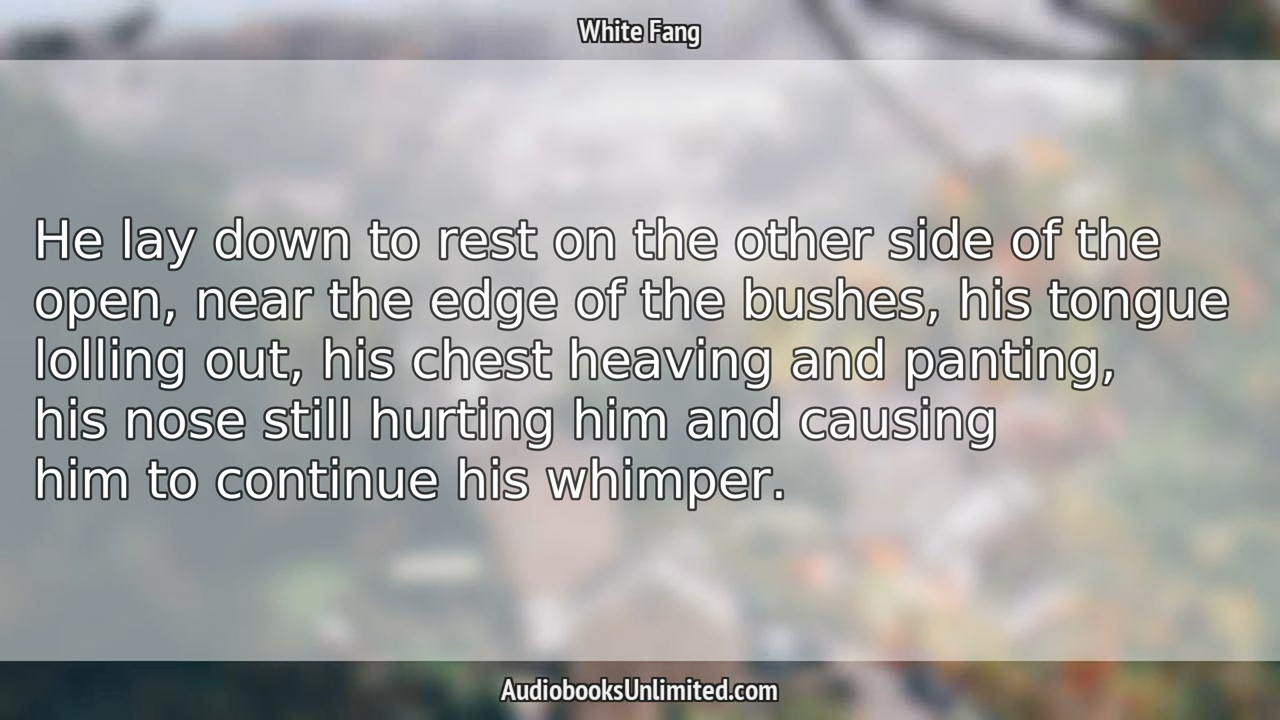 White Fang
He lay down to rest on the other side of the
open, near the edge of the bushes, his tongue
lolling out, his chest heaving and panting,
his nose still hurting him and causing
him to continue his whimper.
AudiobooksUnlimited.com